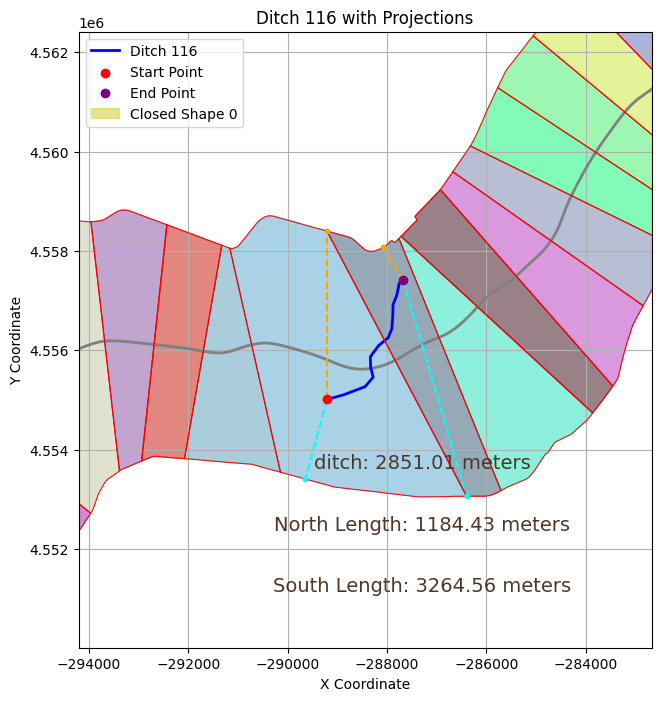 Ditch 116 with Projections
1e6
Ditch 116
Start Point
End Point
Closed Shape 0
4.562
4.560
4.558
4.556
4.554
4.552
Y Coordinate
ditch: 2851.01 meters
North Length: 1184.43 meters
South Length: 3264.56 meters
−294000 −292000 −290000 −288000 −286000 −284000
X Coordinate